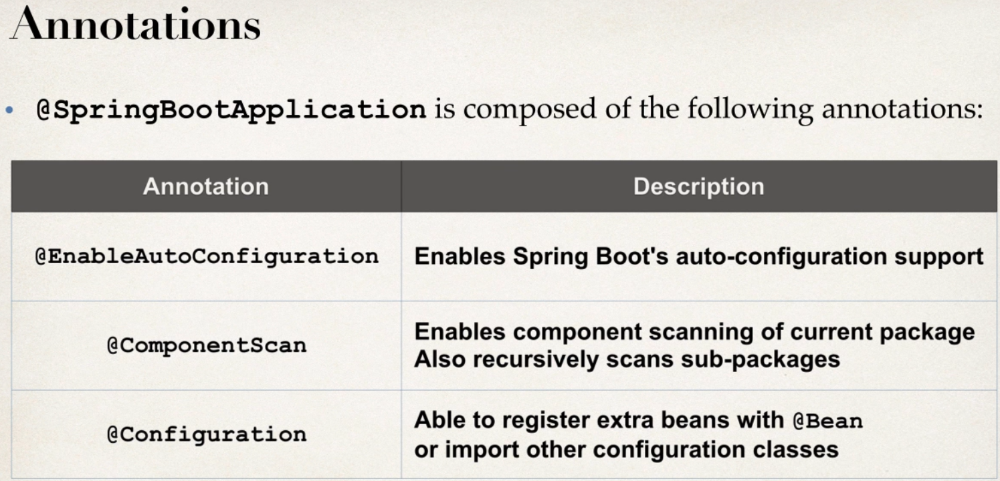 Annotations
• @SpringBootApplication is composed of the following annotations:
Annotation
Description
@EnableAutoConfiguration
Enables Spring Boot's auto-configuration support
@ComponentScan
Enables component scanning of current package
Also recursively scans sub-packages
@Configuration
Able to register extra beans with @Bean
or import other configuration classes